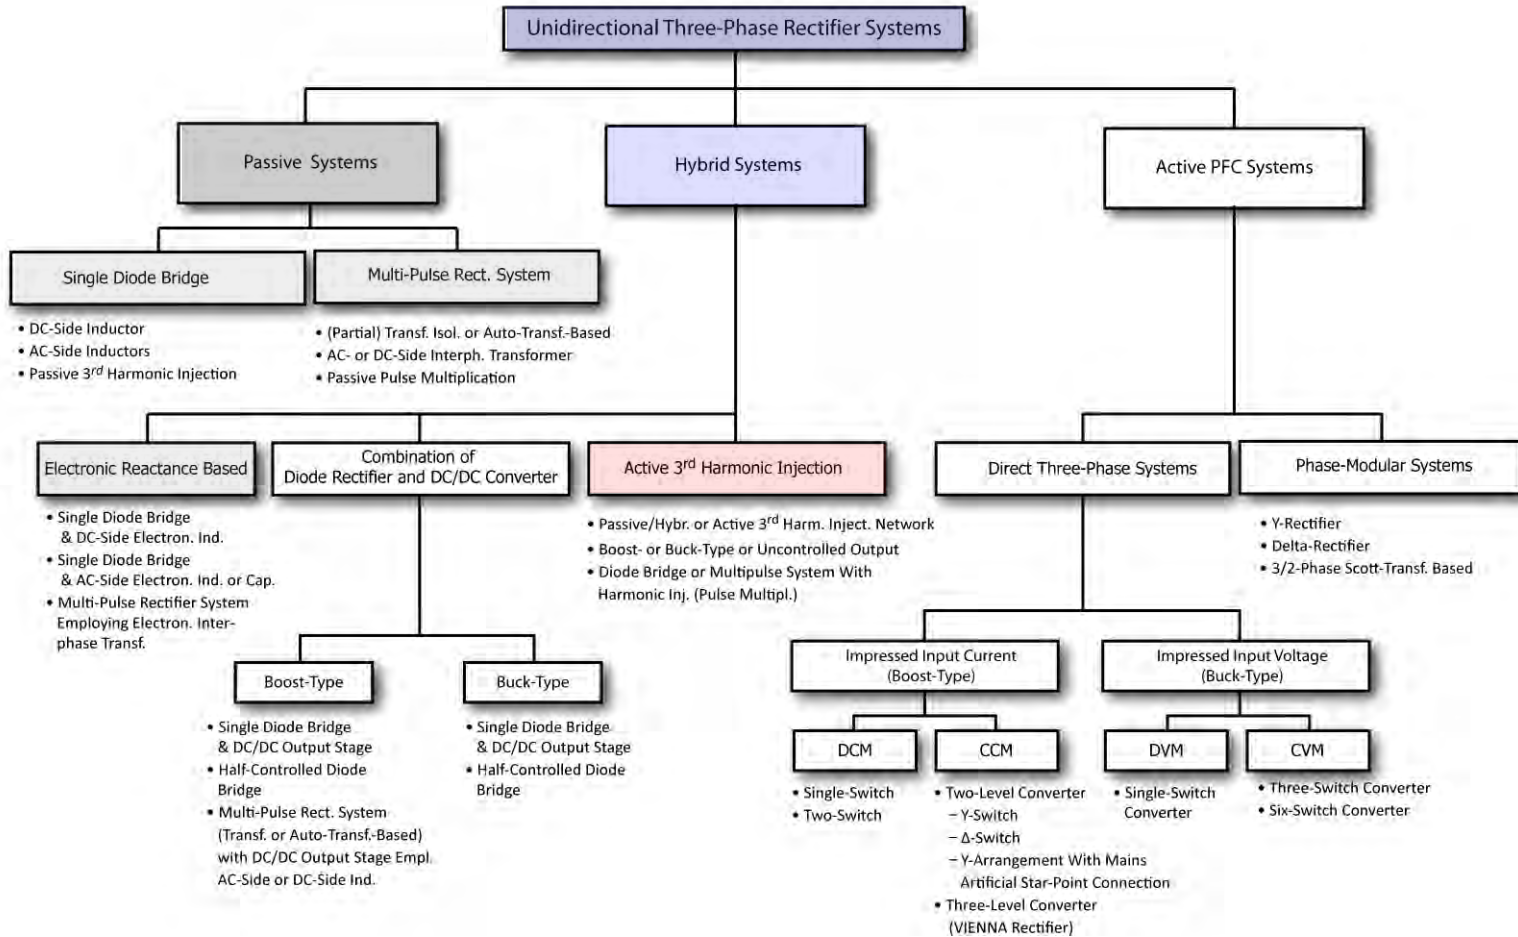 Unidirectional Three-Phase Rectifier Systems
Passive Systems
Hybrid Systems
Active PFC Systems
Single Diode Bridge
• DC-Side Inductor
• AC-Side Inductors
• Passive 3rd Harmonic Injection
Multi-Pulse Rect. System
• (Partial) Transf. Isol. or Auto-Transf.-Based
• AC- or DC-Side Interph. Transformer
• Passive Pulse Multiplication
Electronic Reactance Based
• Single Diode Bridge
& DC-Side Electron. Ind.
• Single Diode Bridge
& AC-Side Electron. Ind. or Cap.
• Multi-Pulse Rectifier System
Employing Electron. Inter-
phase Transf.
Combination of
Diode Rectifier and DC/DC Converter
Boost-Type
• Single Diode Bridge
& DC/DC Output Stage
• Half-Controlled Diode
Bridge
• Multi-Pulse Rect. System
(Transf. or Auto-Transf.-Based)
with DC/DC Output Stage Empl.
AC-Side or DC-Side Ind.
Buck-Type
• Single Diode Bridge
& DC/DC Output Stage
• Half-Controlled Diode
Bridge
Active 3rd Harmonic Injection
• Passive/Hybr. or Active 3rd Harm. Inject. Network
• Boost- or Buck-Type or Uncontrolled Output
• Diode Bridge or Multipulse System With
Harmonic Inj. (Pulse Multipl.)
Direct Three-Phase Systems
Phase-Modular Systems
• Y-Rectifier
• Delta-Rectifier
• 3/2-Phase Scott-Transf. Based
Impressed Input Current
(Boost-Type)
Impressed Input Voltage
(Buck-Type)
DCM
• Single-Switch
• Two-Switch
CCM
• Two-Level Converter
– Y-Switch
– Δ-Switch
– Y-Arrangement With Mains
Artificial Star-Point Connection
• Three-Level Converter
(VIENNA Rectifier)
DVM
• Single-Switch
Converter
CVM
• Three-Switch Converter
• Six-Switch Converter